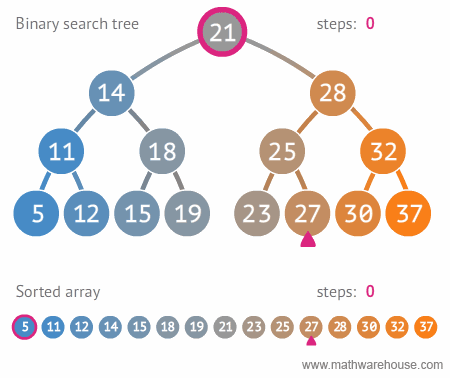 Binary search tree steps: 0
21
14 28
11 18 25 32
5 12 15 19 23 27 30 37
Sorted array steps: 0
5 11 12 14 15 18 19 21 23 25 27 28 30 32 37
www.mathwarehouse.com